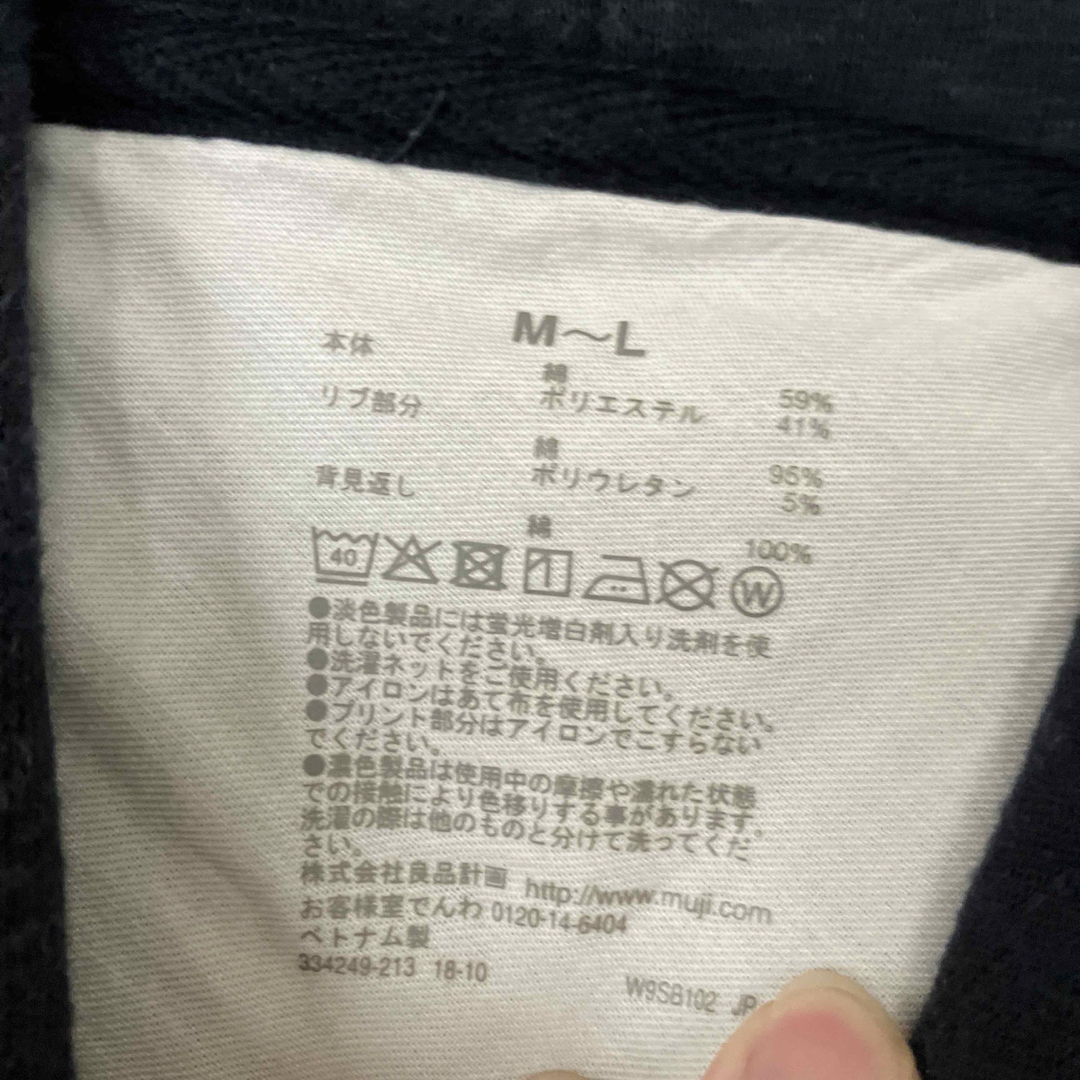 M～L
本体
綿 59%
ポリエステル 41%
リブ部分
綿 95%
ポリウレタン 5%
背見返し
綿 100%
40 W
●淡色製品には蛍光増白剤入り洗剤を使
用しないでください。
●洗濯ネットをご使用ください。
●アイロンはあて布を使用してください。
●プリント部分はアイロンでこすらない
でください。
●濃色製品は使用中の摩擦や濡れた状態
での接触により色移りする事があります。
洗濯の際は他のものと分けて洗ってくだ
さい。
株式会社良品計画 http://www.muji.com
お客様室でんわ 0120-14-6404
ベトナム製
334249-213 18-10
W9SB102 JP